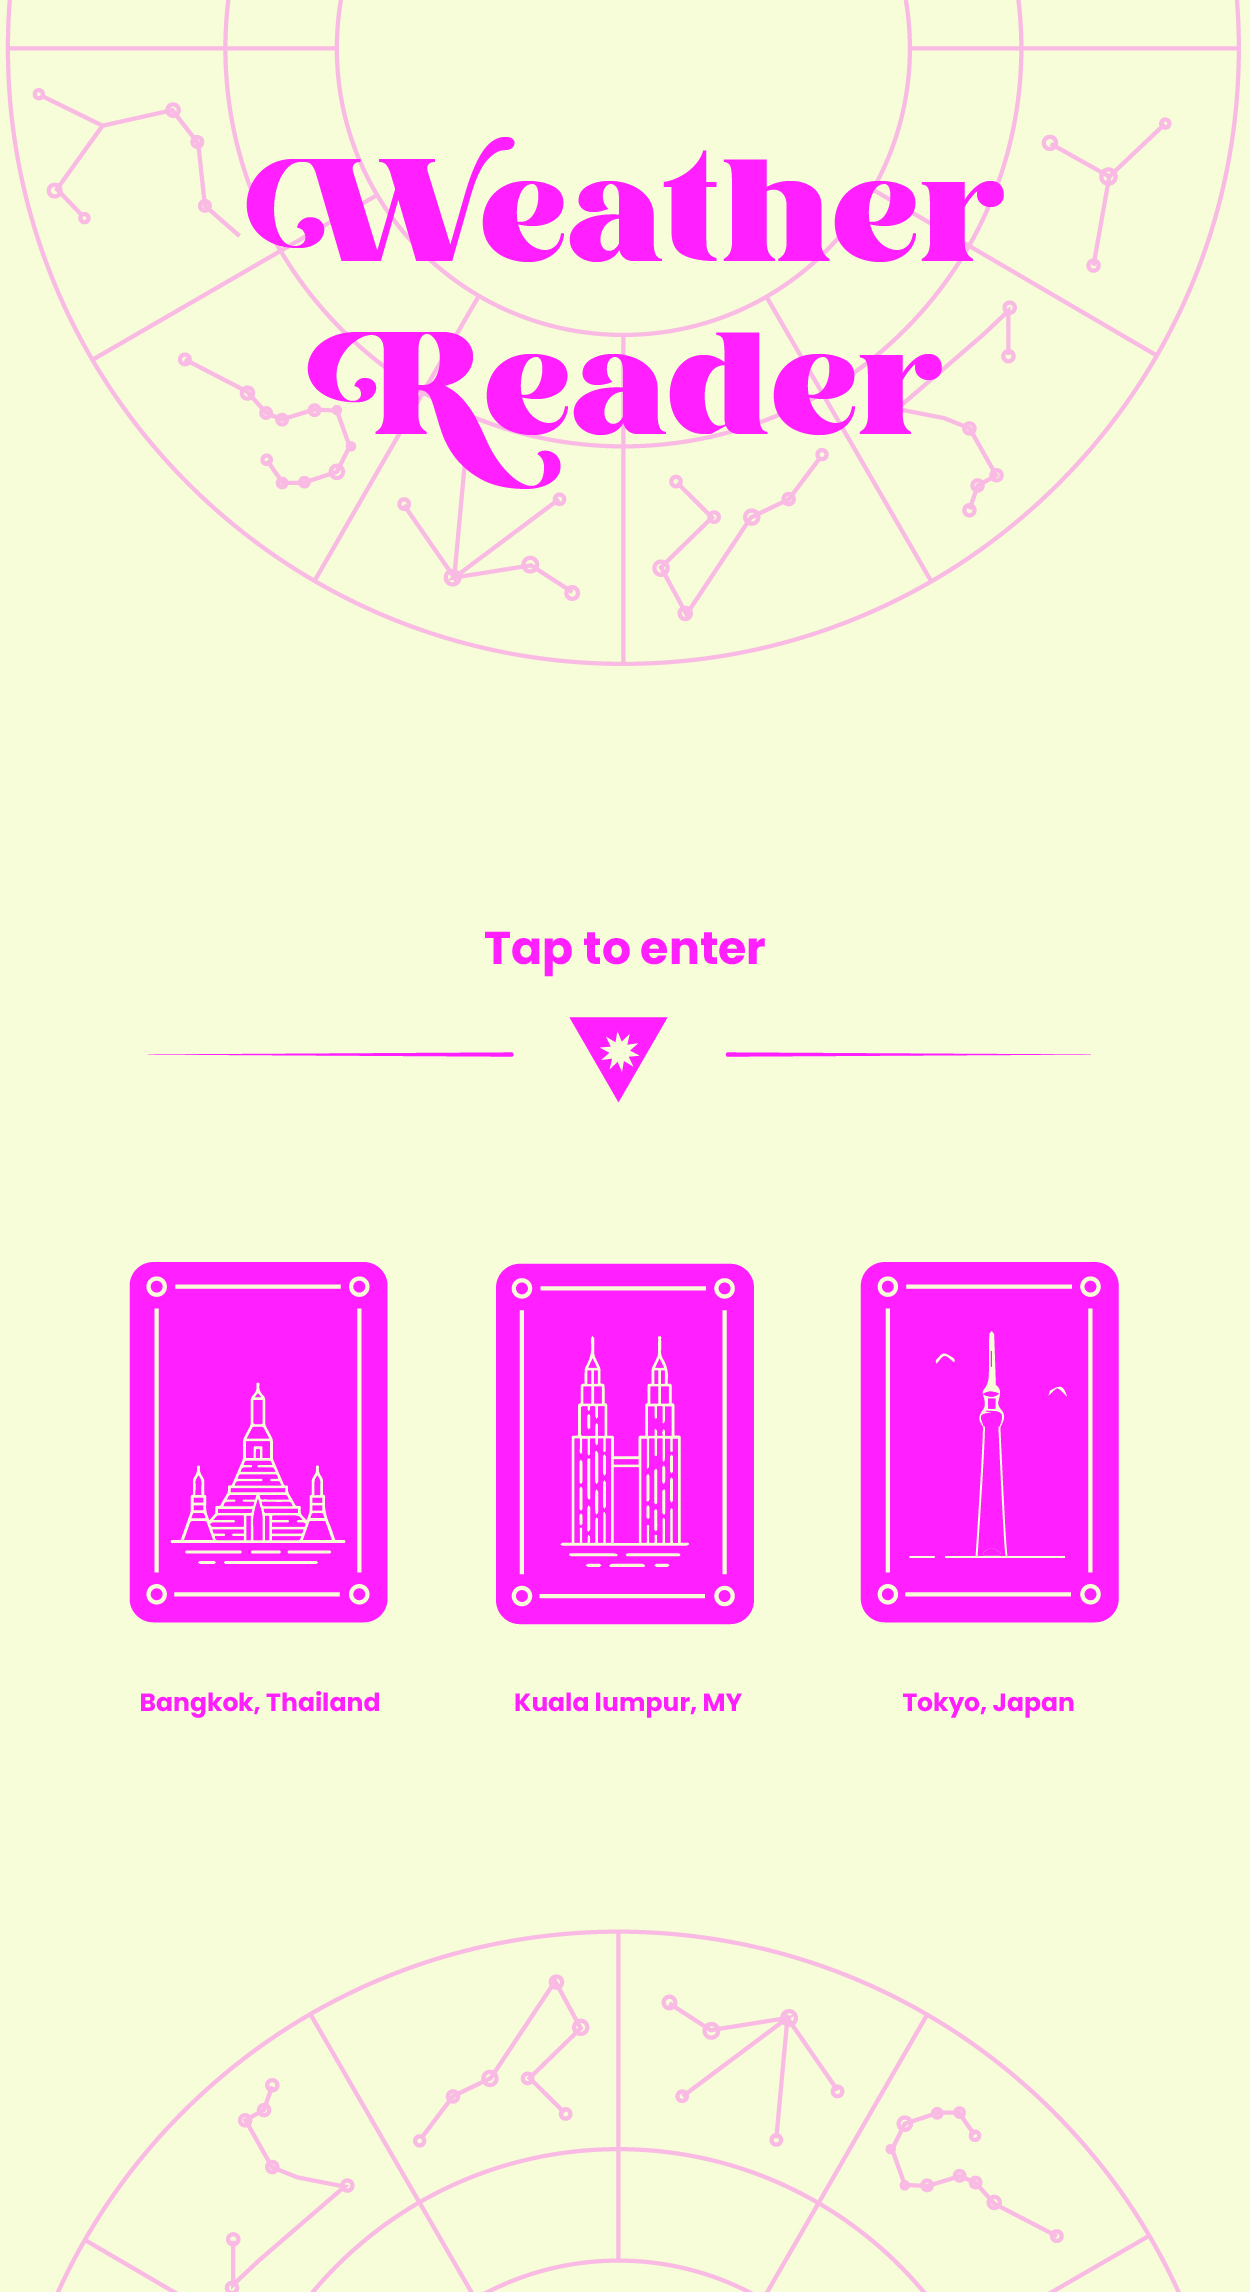 Weather
Reader
Tap to enter
Bangkok, Thailand
Kuala lumpur, MY
Tokyo, Japan